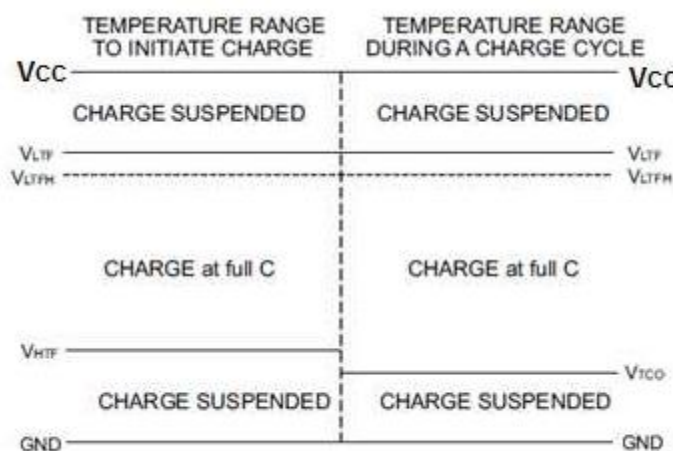 TEMPERATURE RANGE
TO INITIATE CHARGE
TEMPERATURE RANGE
DURING A CHARGE CYCLE
VCC
VCC
CHARGE SUSPENDED
CHARGE SUSPENDED
VLTF
VLTF
VLTFH
VLTFH
CHARGE at full C
CHARGE at full C
VHTF
VTCO
CHARGE SUSPENDED
CHARGE SUSPENDED
GND
GND